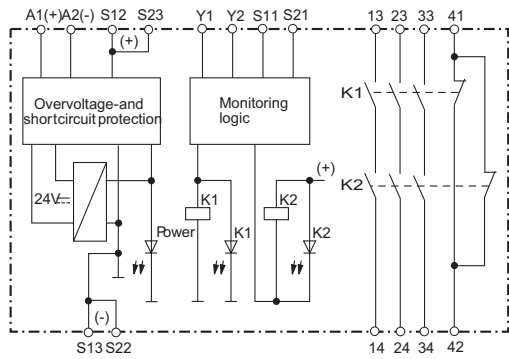 A1(+) A2(-) S12 S23 Y1 Y2 S11 S21 13 23 33 41
(+)
Overvoltage-and
shortcircuit protection
Monitoring
logic
K1
(+)
K2
24V
K1
K2
Power
K1
K2
(-)
S13 S22 14 24 34 42